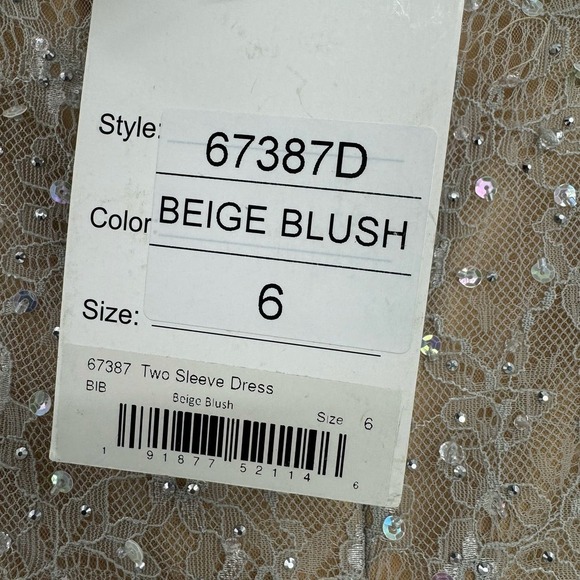 Style: 67387D
Color BEIGE BLUSH
Size: 6
67387 Two Sleeve Dress
BIB Beige Blush Size 6
1 91877 52114 6